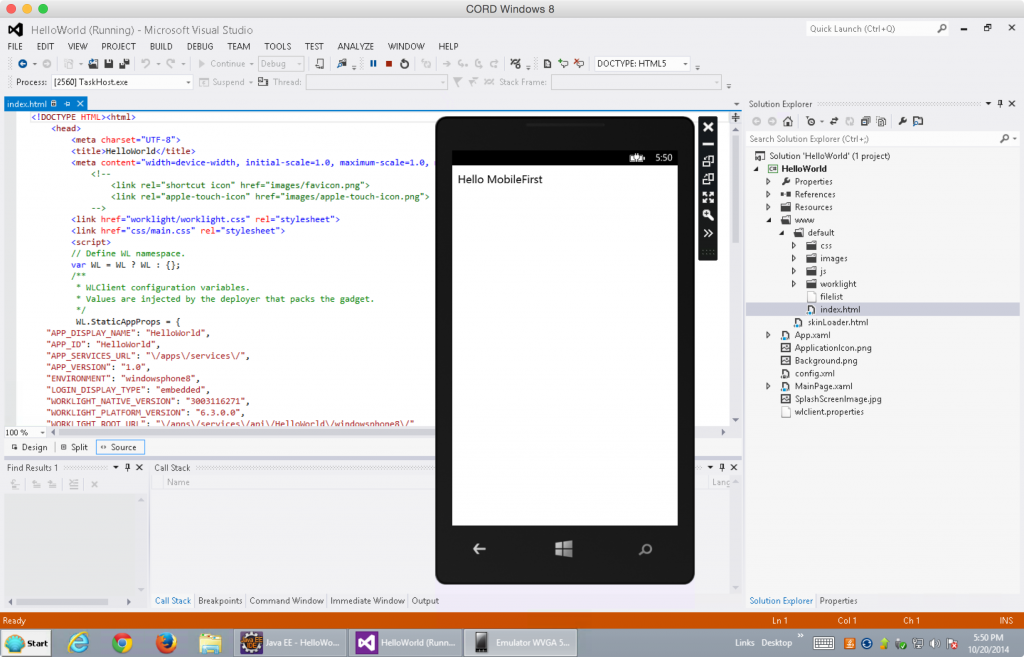 CORD Windows 8
HelloWorld (Running) - Microsoft Visual Studio
Quick Launch (Ctrl+Q)
FILE EDIT VIEW PROJECT BUILD DEBUG TEAM TOOLS TEST ANALYZE WINDOW HELP
Continue Debug DOCTYPE: HTML5
Process: [2560] TaskHost.exe Suspend Thread: Stack Frame:
index.html
<!DOCTYPE HTML><html>
<head>
<meta charset="UTF-8">
<title>HelloWorld</title>
<meta content="width=device-width, initial-scale=1.0, maximum-scale=1.0,
<!--
<link rel="shortcut icon" href="images/favicon.png">
<link rel="apple-touch-icon" href="images/apple-touch-icon.png">
-->
<link href="worklight/worklight.css" rel="stylesheet">
<link href="css/main.css" rel="stylesheet">
<script>
// Define WL namespace.
var WL = WL ? WL : {};
/**
* WLClient configuration variables.
* Values are injected by the deployer that packs the gadget.
*/
WL.StaticAppProps = {
"APP_DISPLAY_NAME": "HelloWorld",
"APP_ID": "HelloWorld",
"APP_SERVICES_URL": "\/apps\/services\/",
"APP_VERSION": "1.0",
"ENVIRONMENT": "windowsphone8",
"LOGIN_DISPLAY_TYPE": "embedded",
"WORKLIGHT_NATIVE_VERSION": "3003116271",
"WORKLIGHT_PLATFORM_VERSION": "6.3.0.0",
"WORKLIGHT_ROOT_URL": "\/apps\/services\/api\/HelloWorld\/windowsphone8\/"
100 %
Design Split Source
5:50
Hello MobileFirst
Solution Explorer
Search Solution Explorer (Ctrl+;)
Solution 'HelloWorld' (1 project)
HelloWorld
Properties
References
Resources
www
default
css
images
js
worklight
filelist
index.html
skinLoader.html
App.xaml
ApplicationIcon.png
Background.png
config.xml
MainPage.xaml
SplashScreenImage.jpg
wlclient.properties
Find Results 1
Call Stack
Name
Lang
Call Stack Breakpoints Command Window Immediate Window Output
Solution Explorer Properties
Ready Ln 1 Col 1 Ch 1 INS
Start
Java EE - HelloWo...
HelloWorld (Runn...
Emulator WVGA 5...
Links Desktop
5:50 PM
10/20/2014